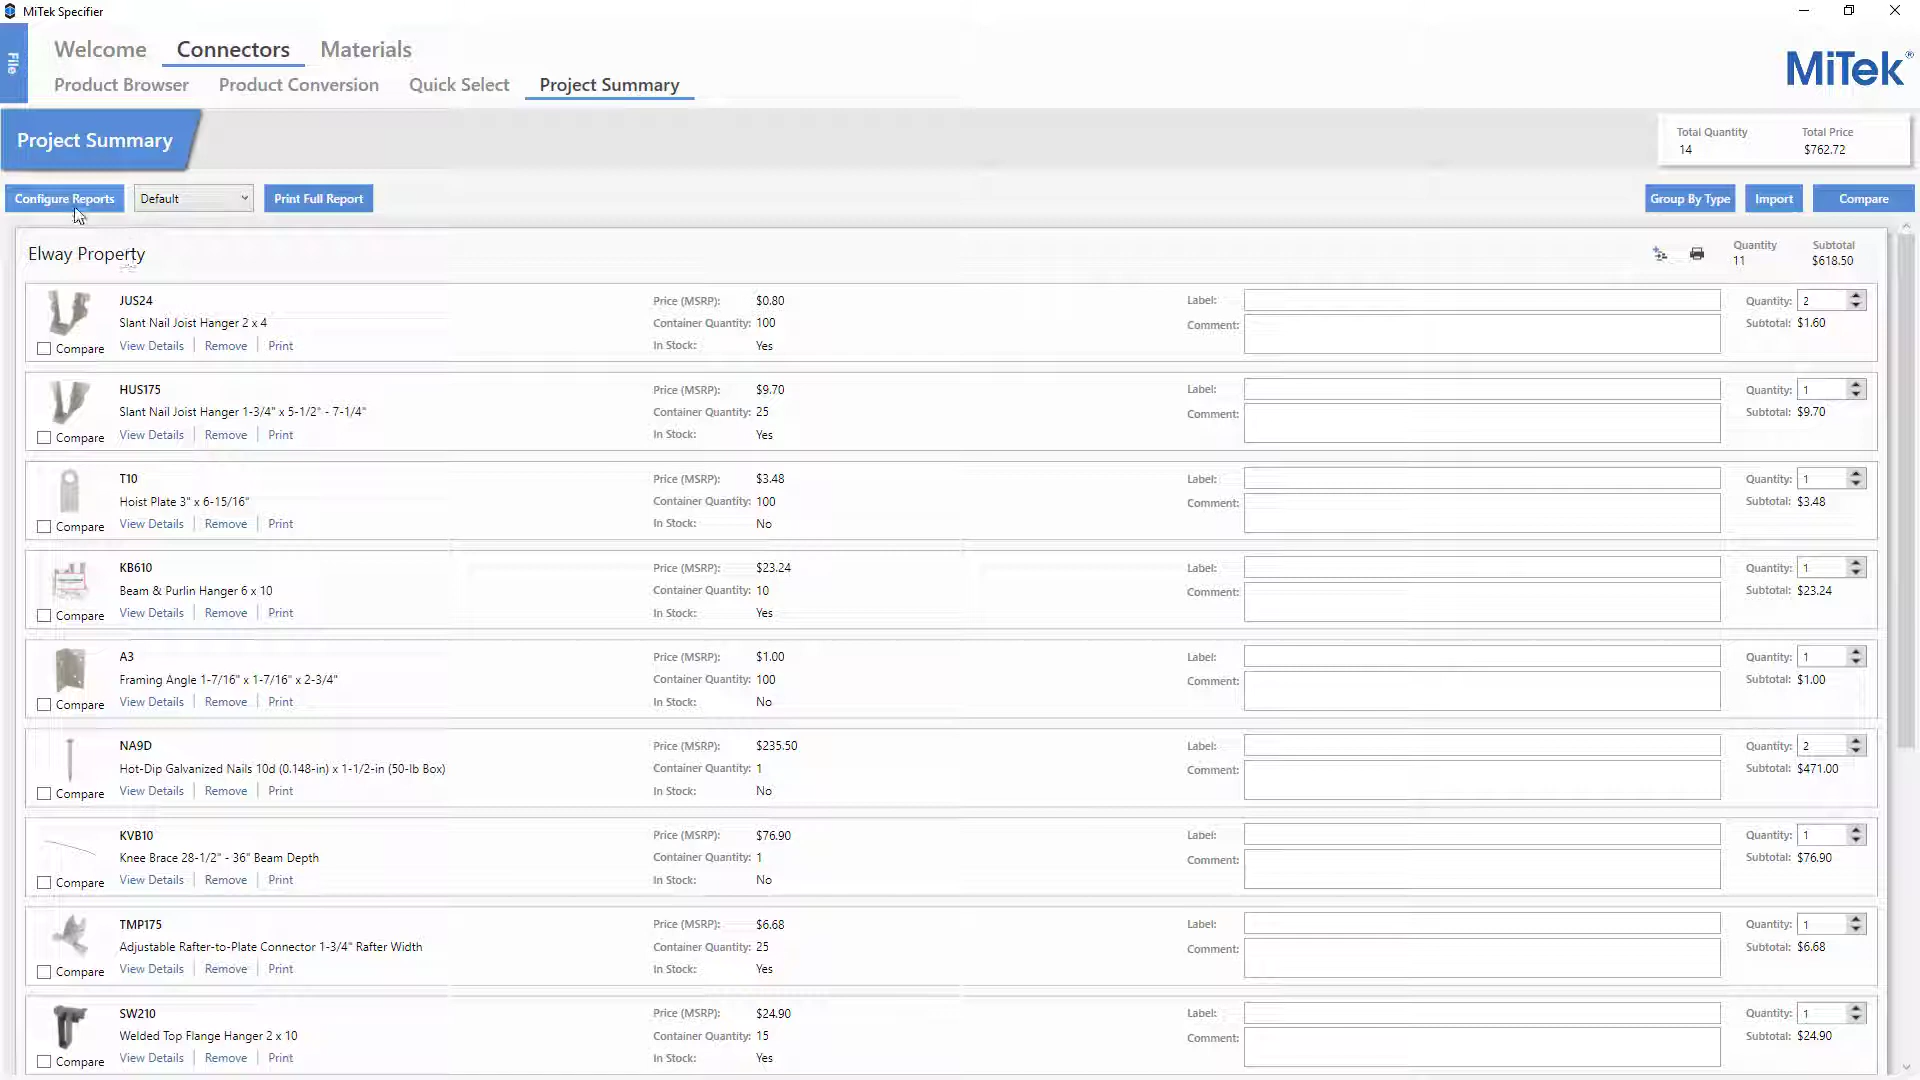 MiTek Specifier
File
Welcome Connectors Materials
Product Browser Product Conversion Quick Select Project Summary
MiTek®
Project Summary
Total Quantity Total Price
14 $762.72
Configure Reports Default Print Full Report Group By Type Import Compare
Elway Property
Quantity Subtotal
11 $618.50
JUS24 Price (MSRP): $0.80 Label: Quantity: 2
Slant Nail Joist Hanger 2 x 4 Container Quantity: 100 Comment: Subtotal: $1.60
Compare View Details Remove Print In Stock: Yes
HUS175 Price (MSRP): $9.70 Label: Quantity: 1
Slant Nail Joist Hanger 1-3/4" x 5-1/2" - 7-1/4" Container Quantity: 25 Comment: Subtotal: $9.70
Compare View Details Remove Print In Stock: Yes
T10 Price (MSRP): $3.48 Label: Quantity: 1
Hoist Plate 3" x 6-15/16" Container Quantity: 100 Comment: Subtotal: $3.48
Compare View Details Remove Print In Stock: No
KB610 Price (MSRP): $23.24 Label: Quantity: 1
Beam & Purlin Hanger 6 x 10 Container Quantity: 10 Comment: Subtotal: $23.24
Compare View Details Remove Print In Stock: Yes
A3 Price (MSRP): $1.00 Label: Quantity: 1
Framing Angle 1-7/16" x 1-7/16" x 2-3/4" Container Quantity: 100 Comment: Subtotal: $1.00
Compare View Details Remove Print In Stock: No
NA9D Price (MSRP): $235.50 Label: Quantity: 2
Hot-Dip Galvanized Nails 10d (0.148-in) x 1-1/2-in (50-lb Box) Container Quantity: 1 Comment: Subtotal: $471.00
Compare View Details Remove Print In Stock: No
KVB10 Price (MSRP): $76.90 Label: Quantity: 1
Knee Brace 28-1/2" - 36" Beam Depth Container Quantity: 1 Comment: Subtotal: $76.90
Compare View Details Remove Print In Stock: No
TMP175 Price (MSRP): $6.68 Label: Quantity: 1
Adjustable Rafter-to-Plate Connector 1-3/4" Rafter Width Container Quantity: 25 Comment: Subtotal: $6.68
Compare View Details Remove Print In Stock: Yes
SW210 Price (MSRP): $24.90 Label: Quantity: 1
Welded Top Flange Hanger 2 x 10 Container Quantity: 15 Comment: Subtotal: $24.90
Compare View Details Remove Print In Stock: Yes